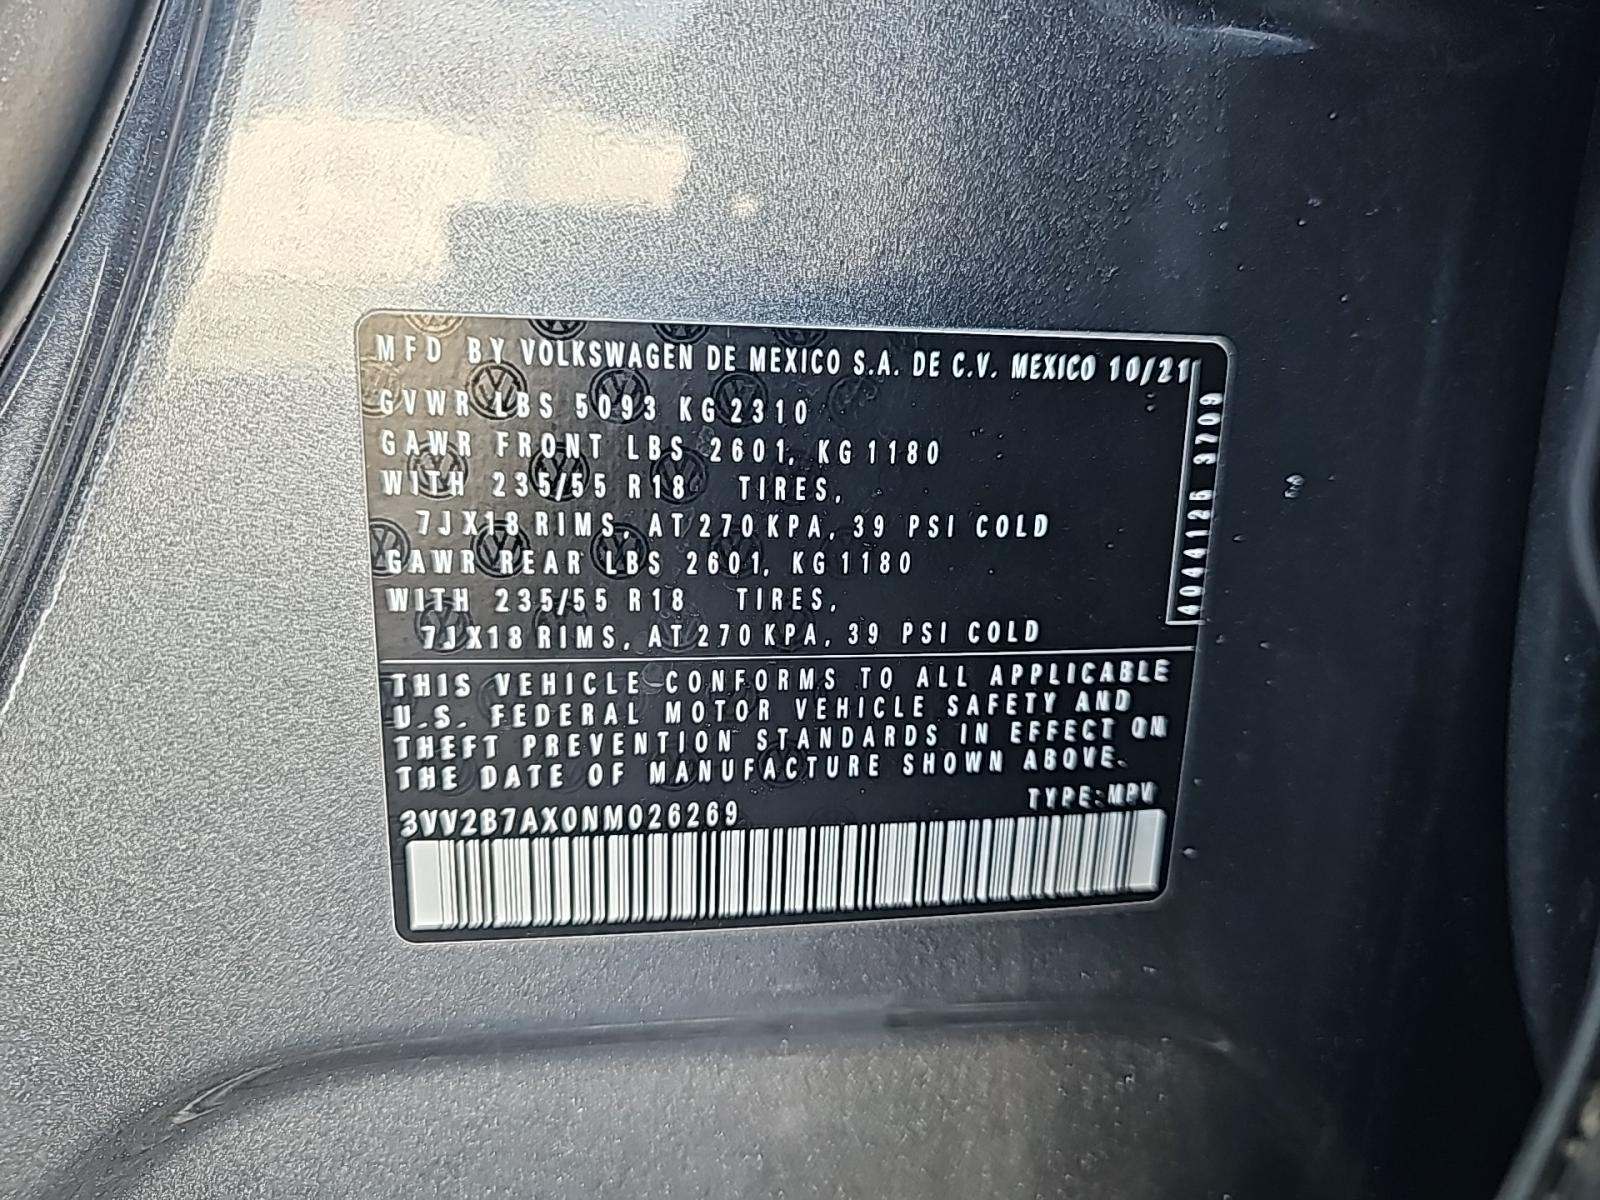 MFD BY VOLKSWAGEN DE MEXICO S.A. DE C.V. MEXICO 10/21
GVWR LBS 5093 KG 2310
GAWR FRONT LBS 2601, KG 1180
WITH 235/55 R18 TIRES,
7JX18 RIMS, AT 270 KPA, 39 PSI COLD
GAWR REAR LBS 2601, KG 1180
WITH 235/55 R18 TIRES,
7JX18 RIMS, AT 270 KPA, 39 PSI COLD
4044126 3709
THIS VEHICLE CONFORMS TO ALL APPLICABLE
U.S. FEDERAL MOTOR VEHICLE SAFETY AND
THEFT PREVENTION STANDARDS IN EFFECT ON
THE DATE OF MANUFACTURE SHOWN ABOVE.
TYPE: MPV
3VV2B7AX0NM026269